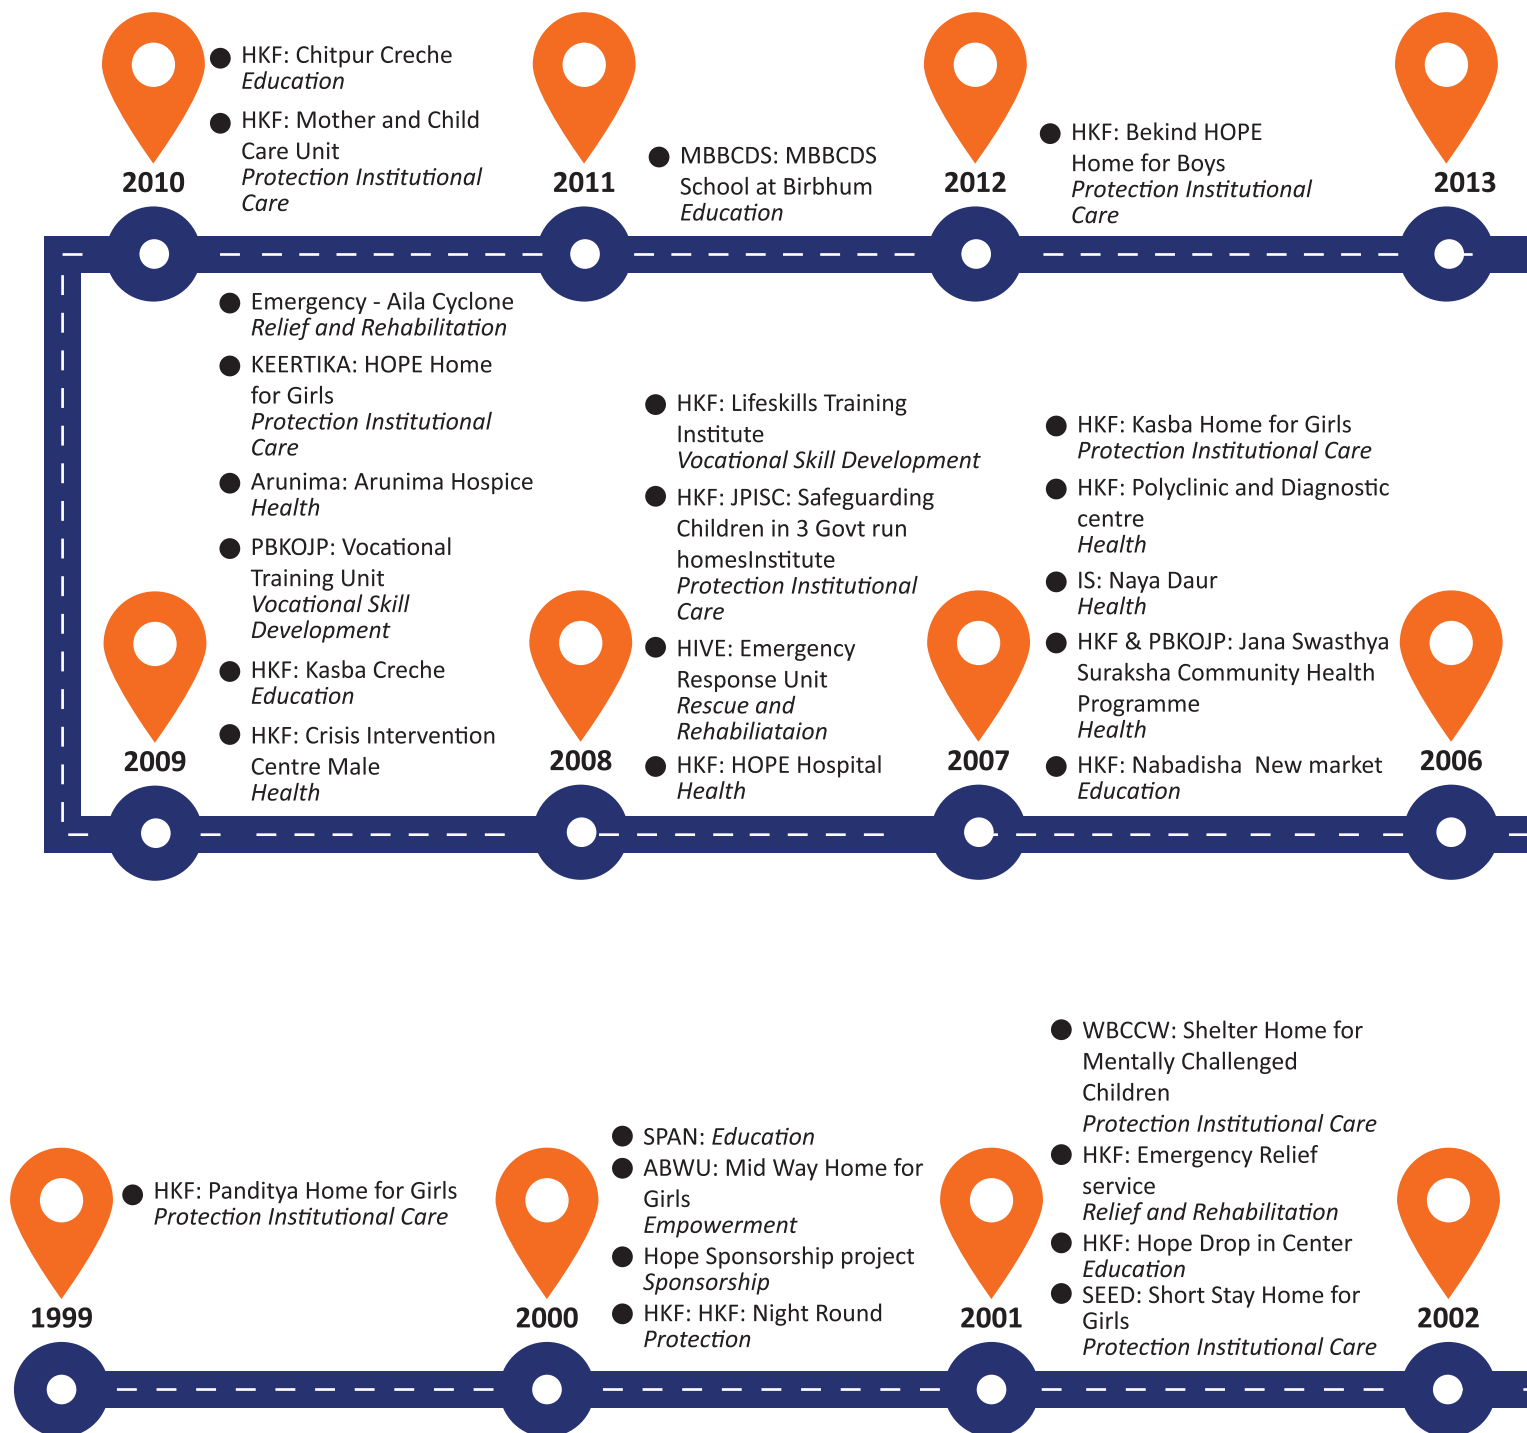 2010
HKF: Chitpur Creche
Education
HKF: Mother and Child
Care Unit
Protection Institutional
Care
2011
MBBCDS: MBBCDS
School at Birbhum
Education
2012
HKF: Bekind HOPE
Home for Boys
Protection Institutional
Care
2013
2009
Emergency - Aila Cyclone
Relief and Rehabilitation
KEERTIKA: HOPE Home
for Girls
Protection Institutional
Care
Arunima: Arunima Hospice
Health
PBKOJP: Vocational
Training Unit
Vocational Skill
Development
HKF: Kasba Creche
Education
HKF: Crisis Intervention
Centre Male
Health
2008
HKF: Lifeskills Training
Institute
Vocational Skill Development
HKF: JPISC: Safeguarding
Children in 3 Govt run
homesInstitute
Protection Institutional
Care
HIVE: Emergency
Response Unit
Rescue and
Rehabiliataion
HKF: HOPE Hospital
Health
2007
HKF: Kasba Home for Girls
Protection Institutional Care
HKF: Polyclinic and Diagnostic
centre
Health
IS: Naya Daur
Health
HKF & PBKOJP: Jana Swasthya
Suraksha Community Health
Programme
Health
HKF: Nabadisha  New market
Education
2006
1999
HKF: Panditya Home for Girls
Protection Institutional Care
2000
SPAN: Education
ABWU: Mid Way Home for
Girls
Empowerment
Hope Sponsorship project
Sponsorship
HKF: HKF: Night Round
Protection
2001
WBCCW: Shelter Home for
Mentally Challenged
Children
Protection Institutional Care
HKF: Emergency Relief
service
Relief and Rehabilitation
HKF: Hope Drop in Center
Education
SEED: Short Stay Home for
Girls
Protection Institutional Care
2002